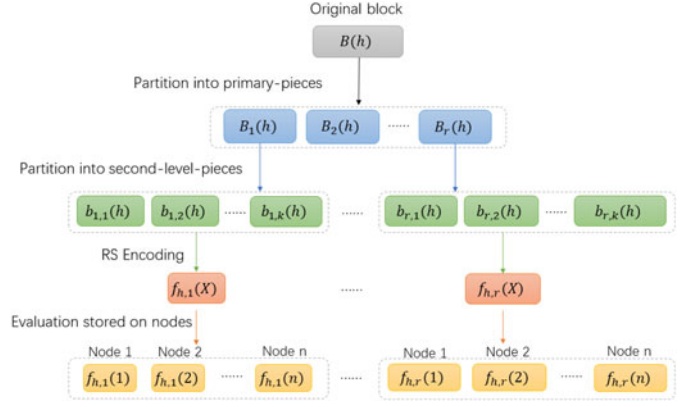 Original block
B(h)
Partition into primary-pieces
B₁(h) B₂(h) ...... Bᵣ(h)
Partition into second-level-pieces
b₁,₁(h) b₁,₂(h) ...... b₁,ₖ(h) ...... bᵣ,₁(h) bᵣ,₂(h) ...... bᵣ,ₖ(h)
RS Encoding
fₕ,₁(X) ...... fₕ,ᵣ(X)
Evaluation stored on nodes
Node 1 Node 2 Node n Node 1 Node 2 Node n
fₕ,₁(1) fₕ,₁(2) ...... fₕ,₁(n) ...... fₕ,ᵣ(1) fₕ,ᵣ(2) ...... fₕ,ᵣ(n)